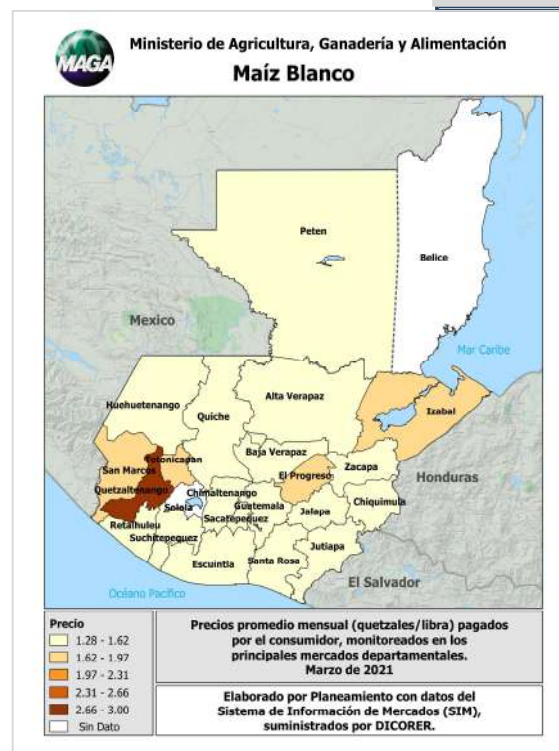 MAGA
Ministerio de Agricultura, Ganadería y Alimentación
Maíz Blanco
Peten
Belice
Mexico
Mar Caribe
Huehuetenango
Quiche
Alta Verapaz
Izabal
San Marcos
Totonicapan
Baja Verapaz
El Progreso
Zacapa
Honduras
Quetzaltenango
Chimaltenango
Guatemala
Chiquimula
Solola
Sacatepequez
Jalapa
Retalhuleu
Suchitepequez
Jutiapa
Escuintla
Santa Rosa
El Salvador
Océano Pacífico
Precio
1.28 - 1.62
1.62 - 1.97
1.97 - 2.31
2.31 - 2.66
2.66 - 3.00
Sin Dato
Precios promedio mensual (quetzales/libra) pagados
por el consumidor, monitoreados en los
principales mercados departamentales.
Marzo de 2021
Elaborado por Planeamiento con datos del
Sistema de Información de Mercados (SIM),
suministrados por DICORER.